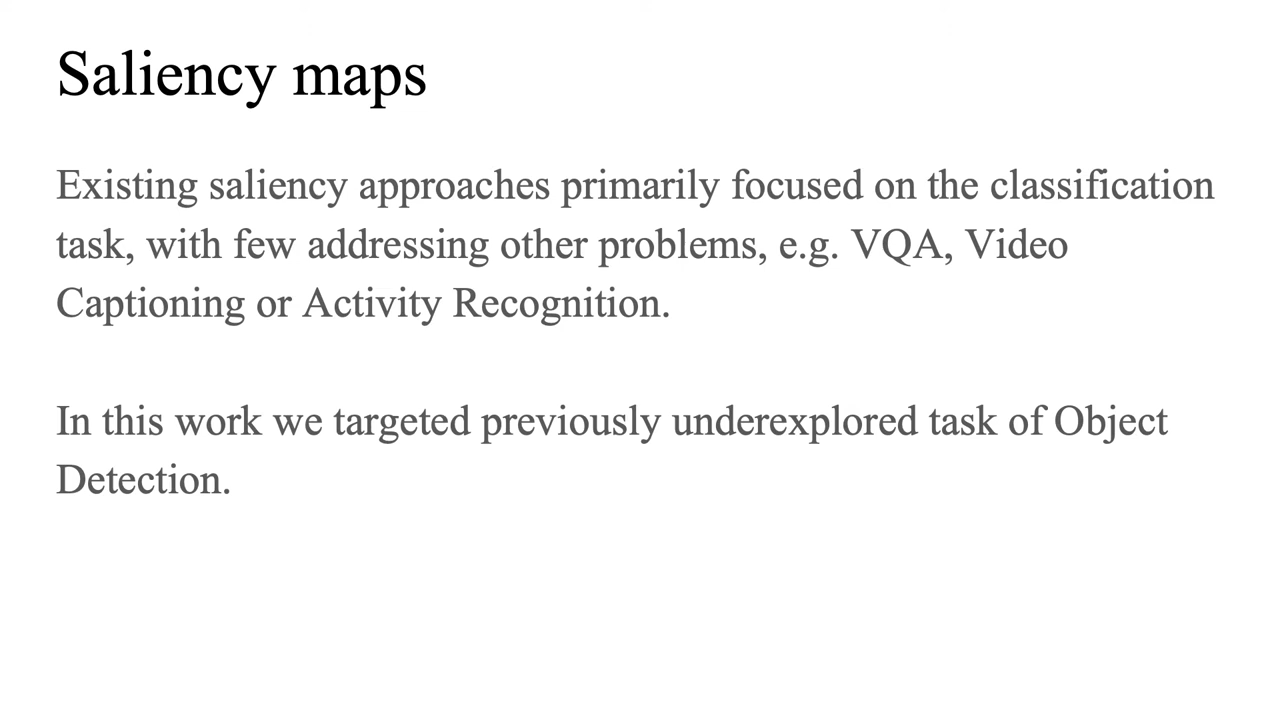 Saliency maps
Existing saliency approaches primarily focused on the classification
task, with few addressing other problems, e.g. VQA, Video
Captioning or Activity Recognition.
In this work we targeted previously underexplored task of Object
Detection.